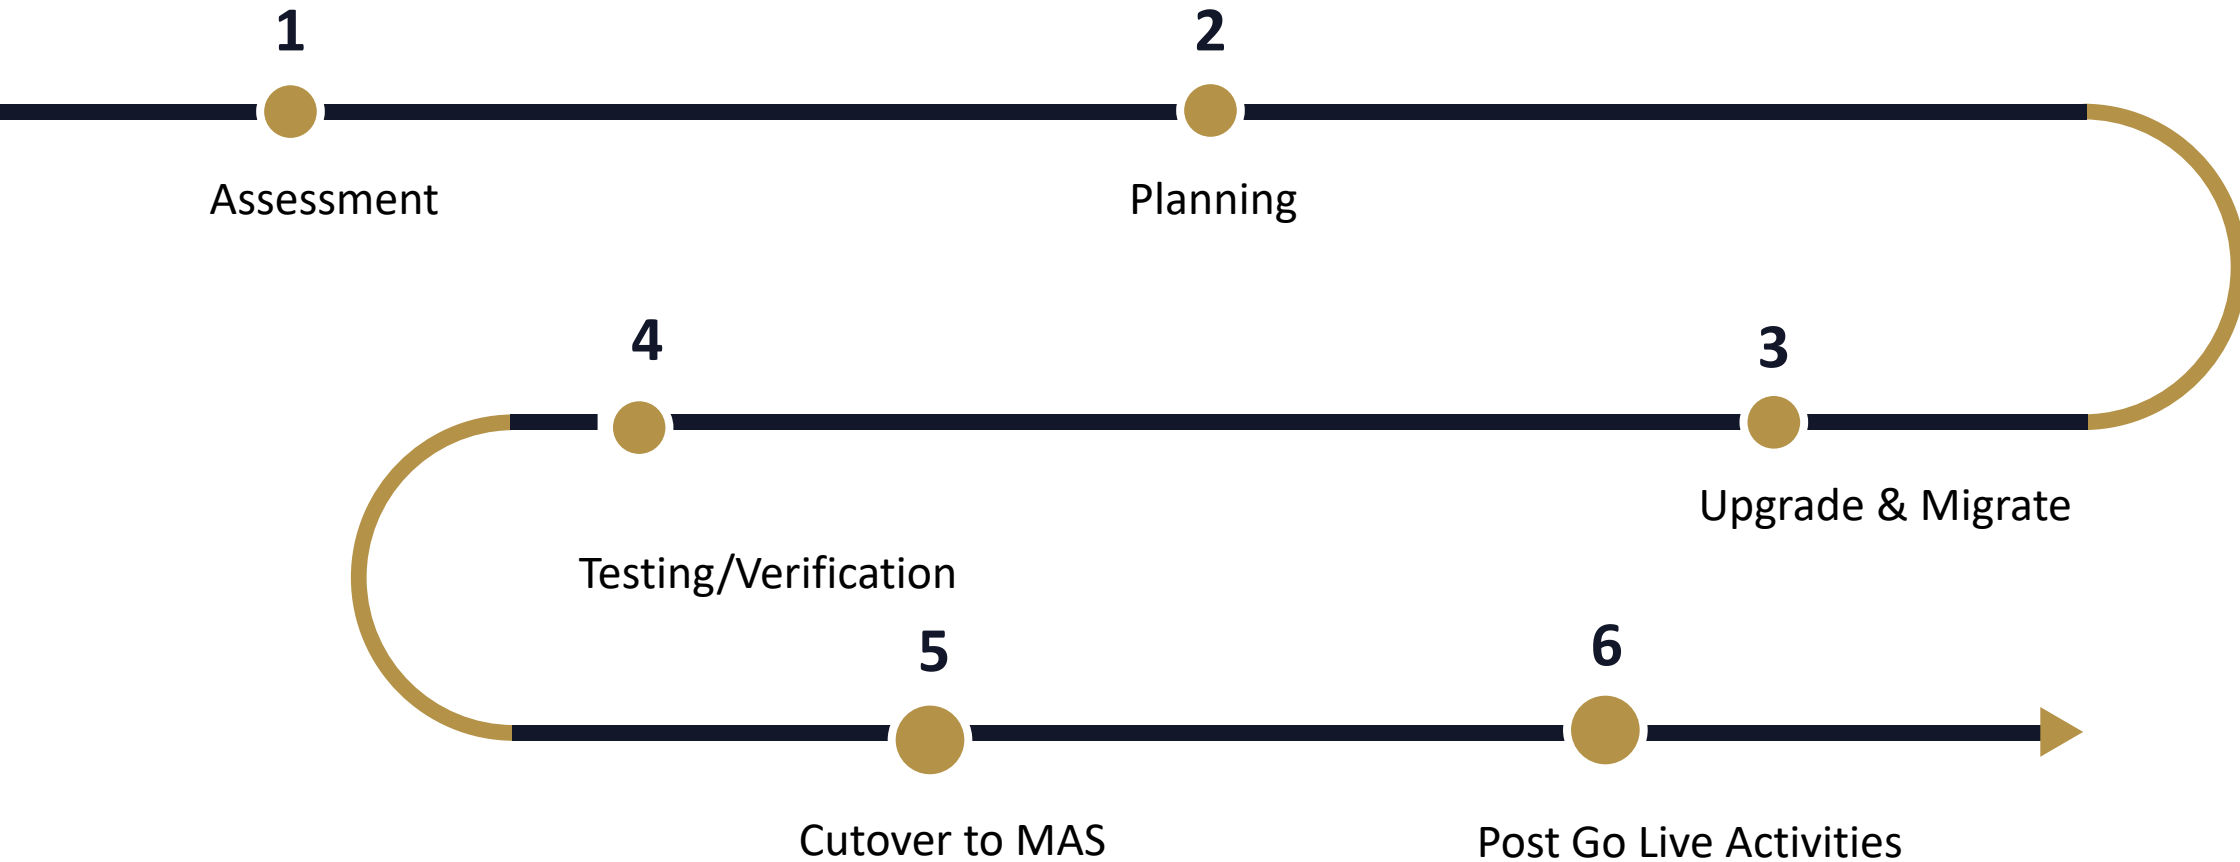 1
Assessment
2
Planning
3
Upgrade & Migrate
4
Testing/Verification
5
Cutover to MAS
6
Post Go Live Activities